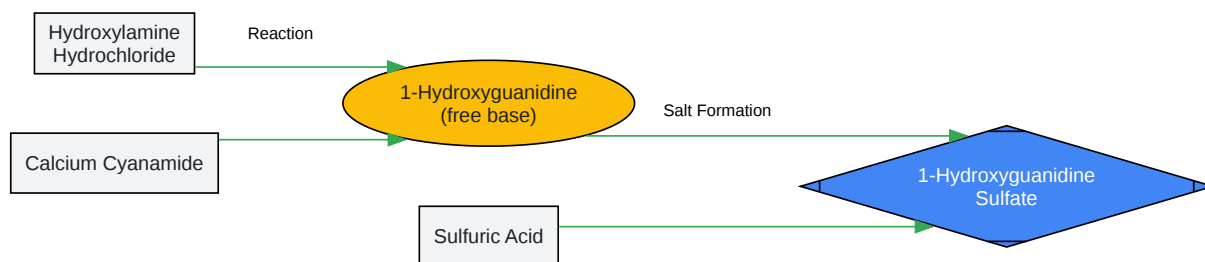 Hydroxylamine
Hydrochloride
Reaction
1-Hydroxyguanidine
(free base)
Salt Formation
Calcium Cyanamide
1-Hydroxyguanidine
Sulfate
Sulfuric Acid